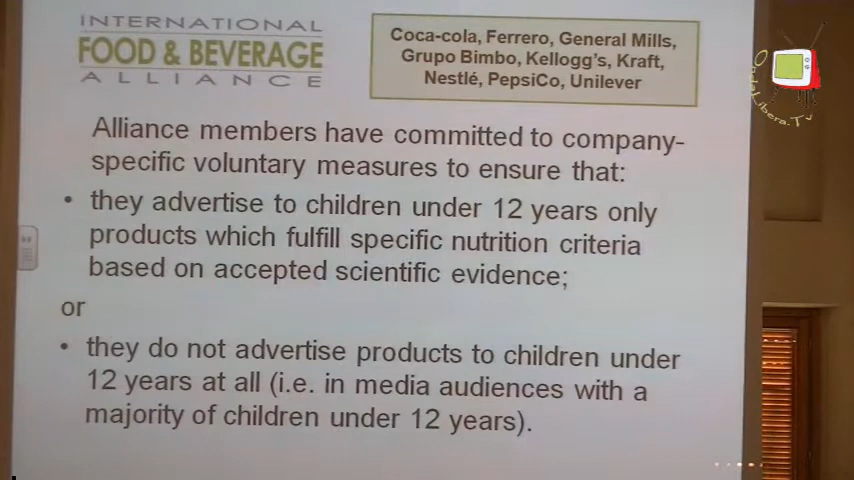 INTERNATIONAL
FOOD & BEVERAGE
ALLIANCE
Coca-cola, Ferrero, General Mills,
Grupo Bimbo, Kellogg's, Kraft,
Nestlé, PepsiCo, Unilever
Alliance members have committed to company-
specific voluntary measures to ensure that:
• they advertise to children under 12 years only
products which fulfill specific nutrition criteria
based on accepted scientific evidence;
or
• they do not advertise products to children under
12 years at all (i.e. in media audiences with a
majority of children under 12 years).
Libera.Tv